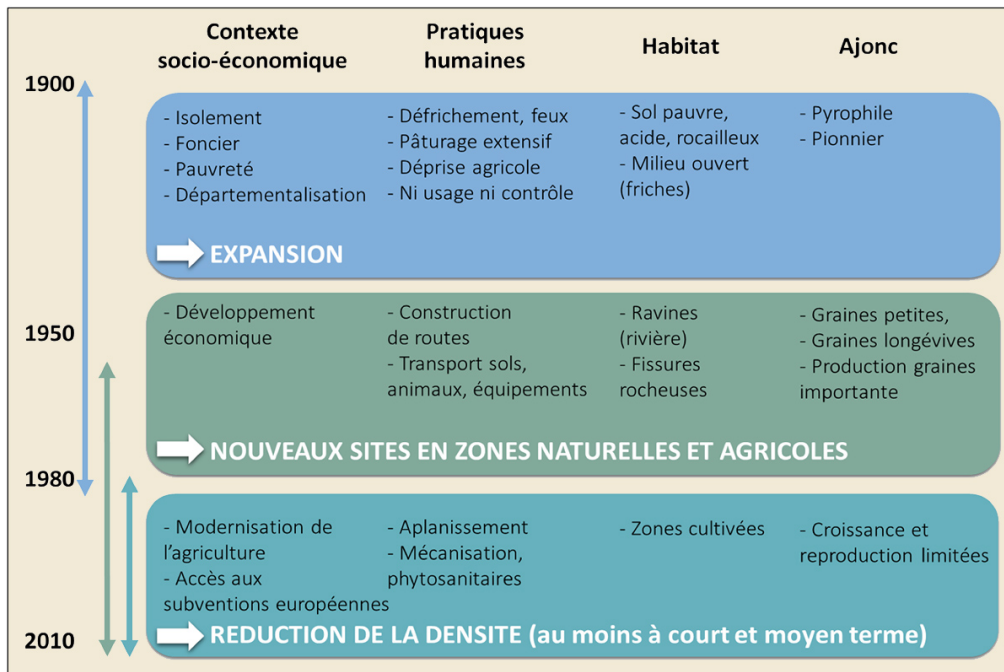 Contexte
socio-économique
Pratiques
humaines
Habitat
Ajonc
1900
- Isolement
- Foncier
- Pauvreté
- Départementalisation
- Défrichement, feux
- Pâturage extensif
- Déprise agricole
- Ni usage ni contrôle
- Sol pauvre,
acide, rocailleux
- Milieu ouvert
(friches)
- Pyrophile
- Pionnier
EXPANSION
1950
- Développement
économique
- Construction
de routes
- Transport sols,
animaux, équipements
- Ravines
(rivière)
- Fissures
rocheuses
- Graines petites,
- Graines longévives
- Production graines
importante
NOUVEAUX SITES EN ZONES NATURELLES ET AGRICOLES
1980
- Modernisation de
l'agriculture
- Accès aux
subventions européennes
- Aplanissement
- Mécanisation,
phytosanitaires
- Zones cultivées
- Croissance et
reproduction limitées
2010
REDUCTION DE LA DENSITE (au moins à court et moyen terme)